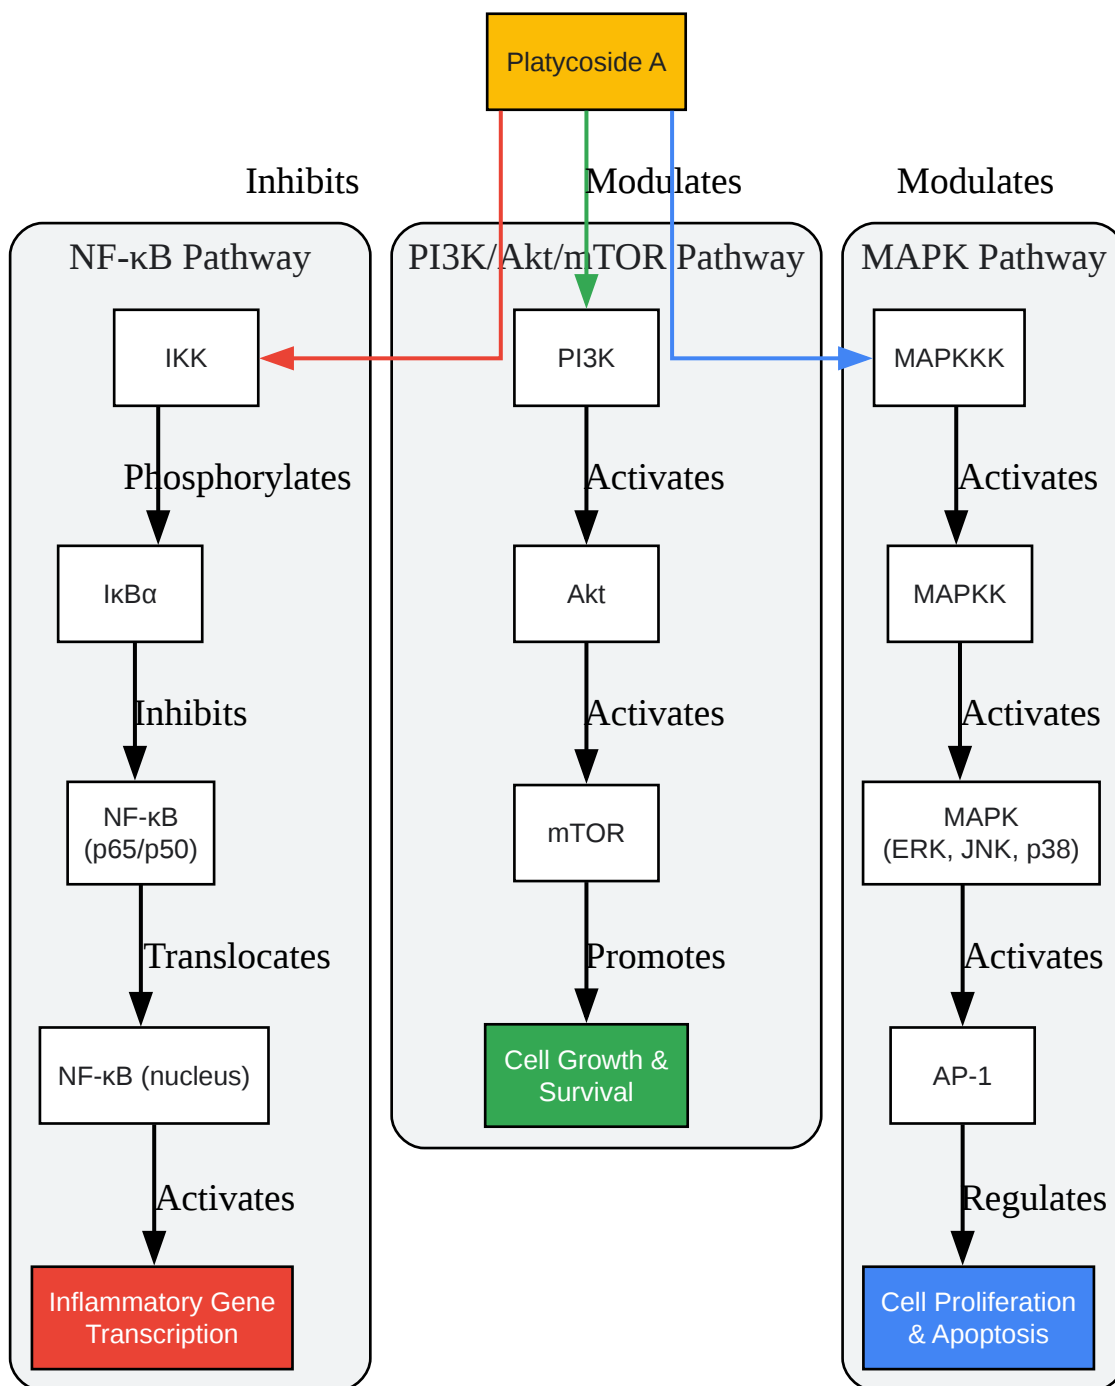 Platycoside A
Inhibits
Modulates
Modulates
NF-κB Pathway
PI3K/Akt/mTOR Pathway
MAPK Pathway
IKK
PI3K
MAPKKK
Phosphorylates
Activates
Activates
IκBα
Akt
MAPKK
Inhibits
Activates
Activates
NF-κB
(p65/p50)
mTOR
MAPK
(ERK, JNK, p38)
Translocates
Promotes
Activates
NF-κB (nucleus)
Cell Growth &
Survival
AP-1
Activates
Regulates
Inflammatory Gene
Transcription
Cell Proliferation
& Apoptosis